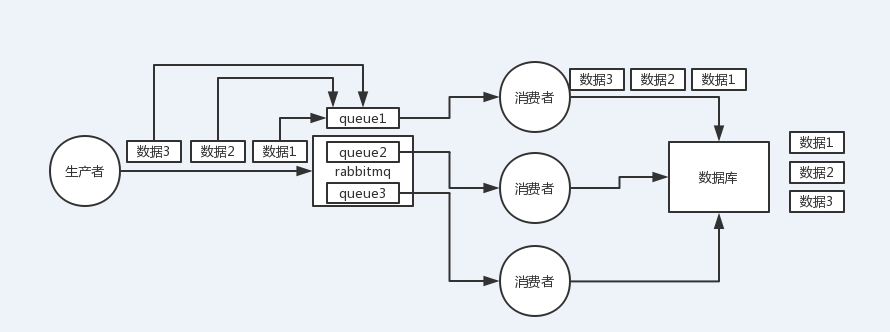 生产者
数据3
数据2
数据1
queue1
queue2
rabbitmq
queue3
消费者
数据3
数据2
数据1
消费者
消费者
数据库
数据1
数据2
数据3